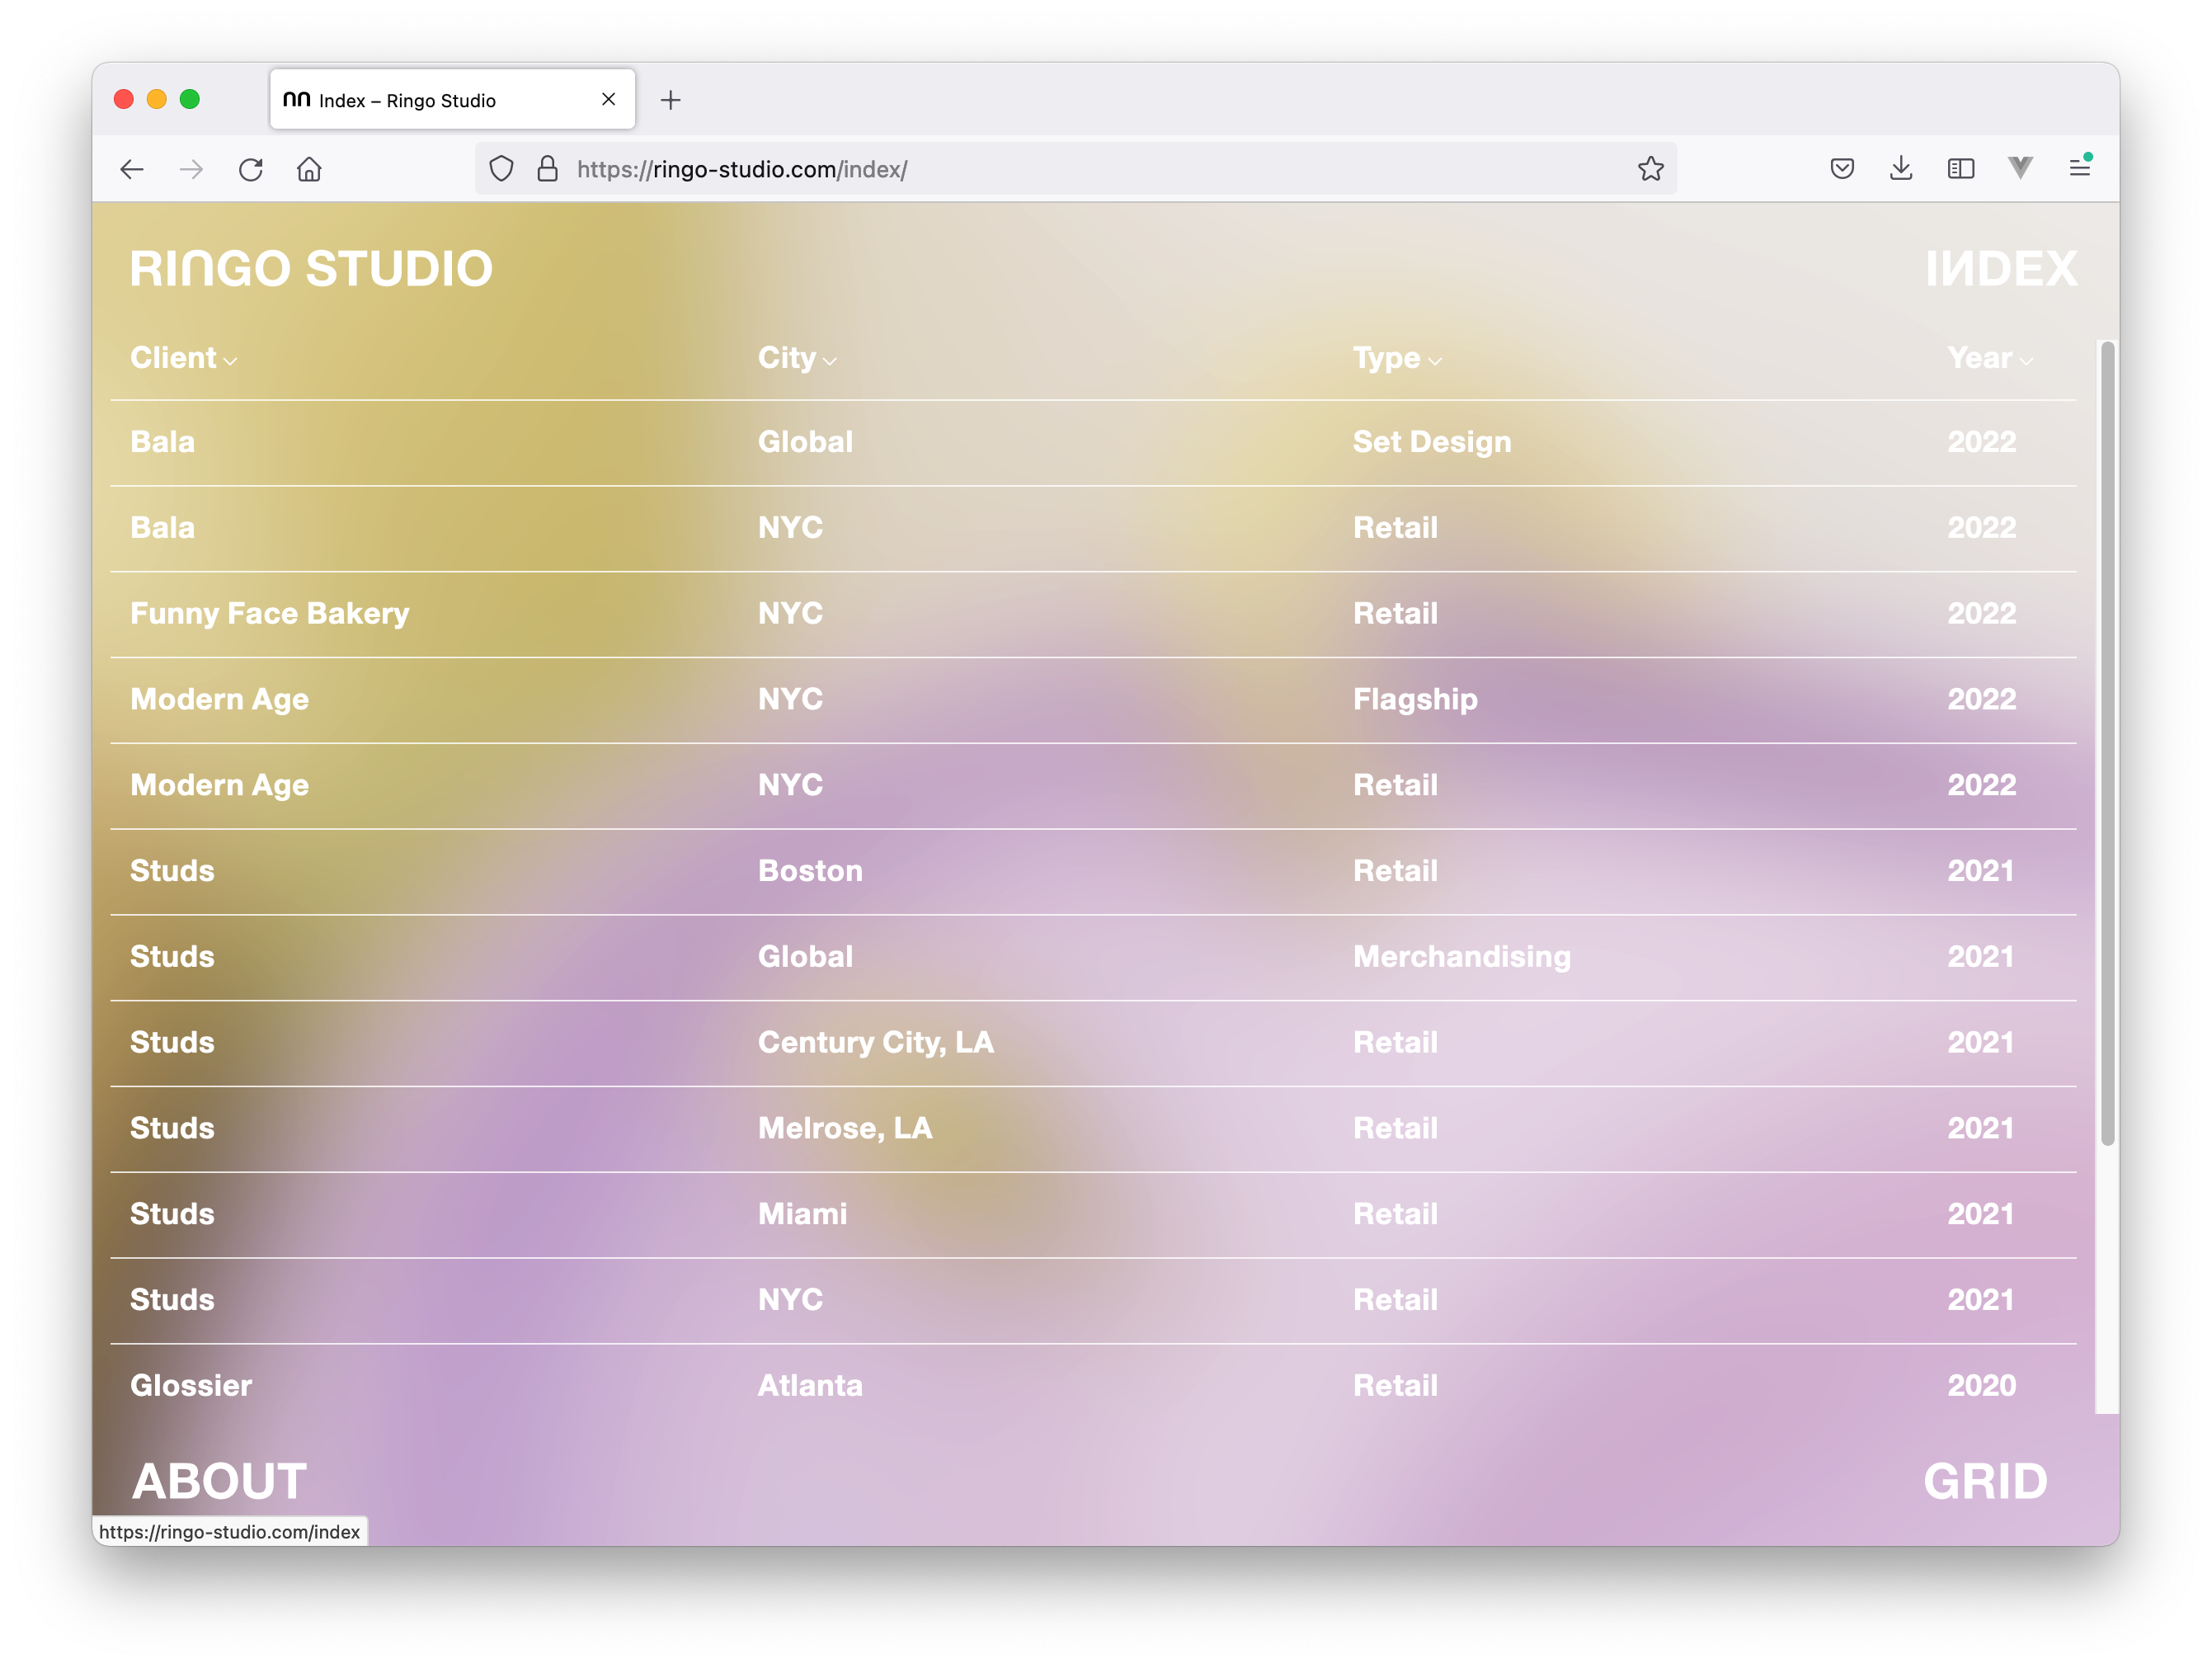 Index – Ringo Studio
https://ringo-studio.com/index/
RINGO STUDIO
INDEX
Client City Type Year
Bala Global Set Design 2022
Bala NYC Retail 2022
Funny Face Bakery NYC Retail 2022
Modern Age NYC Flagship 2022
Modern Age NYC Retail 2022
Studs Boston Retail 2021
Studs Global Merchandising 2021
Studs Century City, LA Retail 2021
Studs Melrose, LA Retail 2021
Studs Miami Retail 2021
Studs NYC Retail 2021
Glossier Atlanta Retail 2020
ABOUT
GRID
https://ringo-studio.com/index